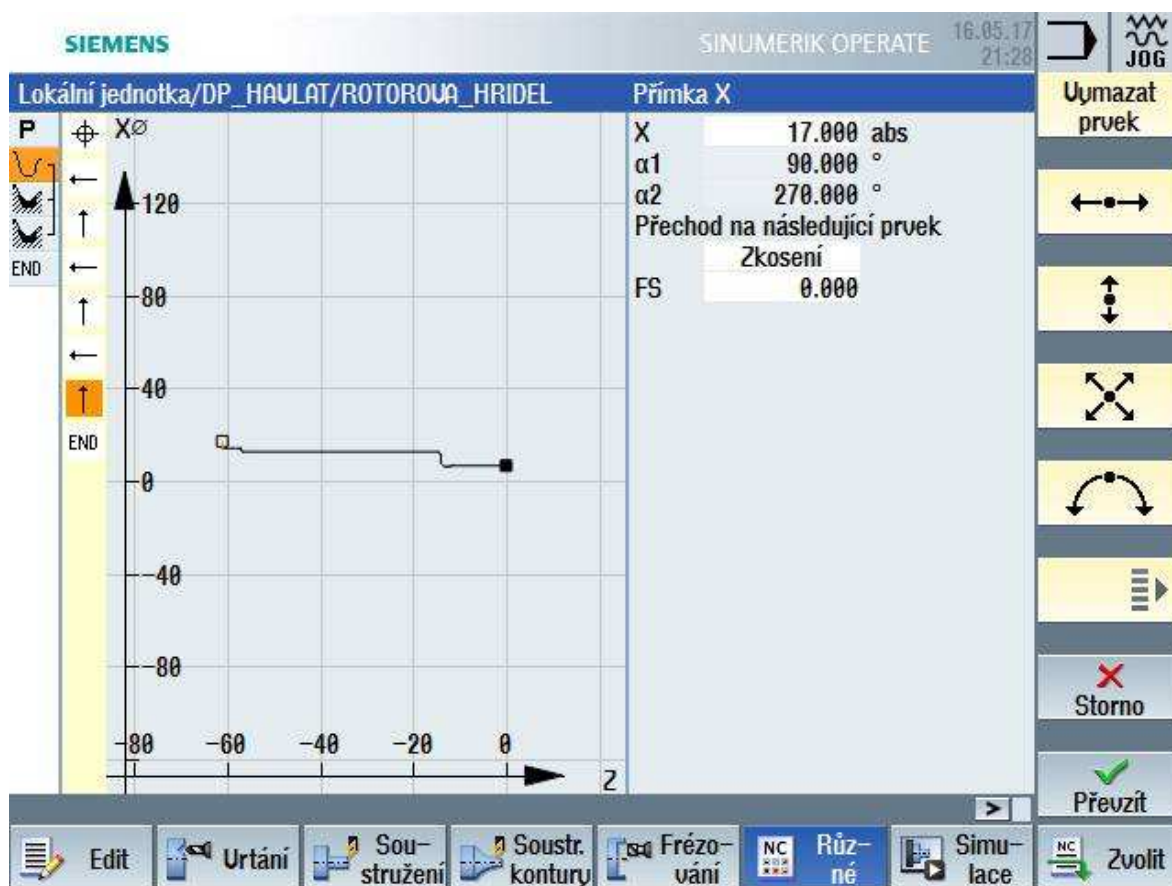 SIEMENS
SINUMERIK OPERATE
16.05.17
21:28
JOG
Lokální jednotka/DP_HAVLAT/ROTOROVA_HRIDEL
Přímka X
Vymazat
prvek
P
END
END
X∅
120
80
40
0
-40
-80
-80 -60 -40 -20 0
Z
X 17.000 abs
α1 90.000 °
α2 270.000 °
Přechod na následující prvek
Zkosení
FS 0.000
Storno
Převzít
>
Edit
Vrtání
Sou-
stružení
Soustr.
kontury
Frézo-
vání
NC
Růz-
né
Simu-
lace
NC
Zvolit